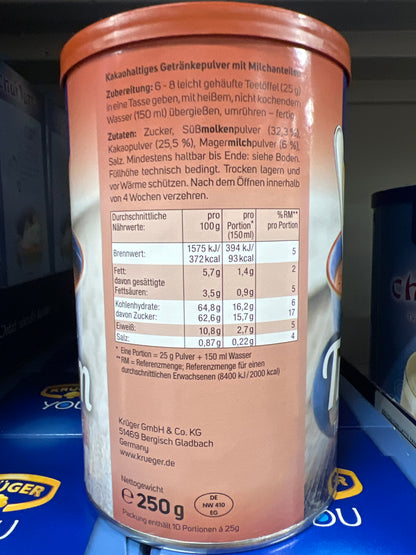 Kakaohaltiges Getränkepulver mit Milchanteilen
Zubereitung: 6 - 8 leicht gehäufte Teelöffel (25 g)
in eine Tasse geben, mit heißem, nicht kochendem
Wasser (150 ml) übergießen, umrühren – fertig
Zutaten: Zucker, Süßmolkenpulver (32,3 %),
Kakaopulver (25,5 %), Magermilchpulver (6 %),
Salz. Mindestens haltbar bis Ende: siehe Boden.
Füllhöhe technisch bedingt. Trocken lagern und
vor Wärme schützen. Nach dem Öffnen innerhalb
von 4 Wochen verzehren.
Durchschnittliche Nährwerte: pro 100g pro Portion* (150ml) %RM** pro Portion
Brennwert: 1575 kJ/ 372kcal 394 kJ/ 93kcal 5
Fett: 5,7g 1,4g 2
davon gesättigte
Fettsäuren: 3,5g 0,9g 5
Kohlenhydrate: 64,8g 16,2g 6
davon Zucker: 62,6g 15,7g 17
Eiweiß: 10,8g 2,7g 5
Salz: 0,87g 0,22g 4
* Eine Portion = 25 g Pulver + 150 ml Wasser
** RM = Referenzmenge; Referenzmenge für einen
durchschnittlichen Erwachsenen (8400 kJ/2000 kcal)
Krüger GmbH & Co. KG
51469 Bergisch Gladbach
Germany
www.krueger.de
Nettogewicht
℮ 250 g
DE
NW 410
EG
Packung enthält 10 Portionen á 25g
KRÜGER
YOU